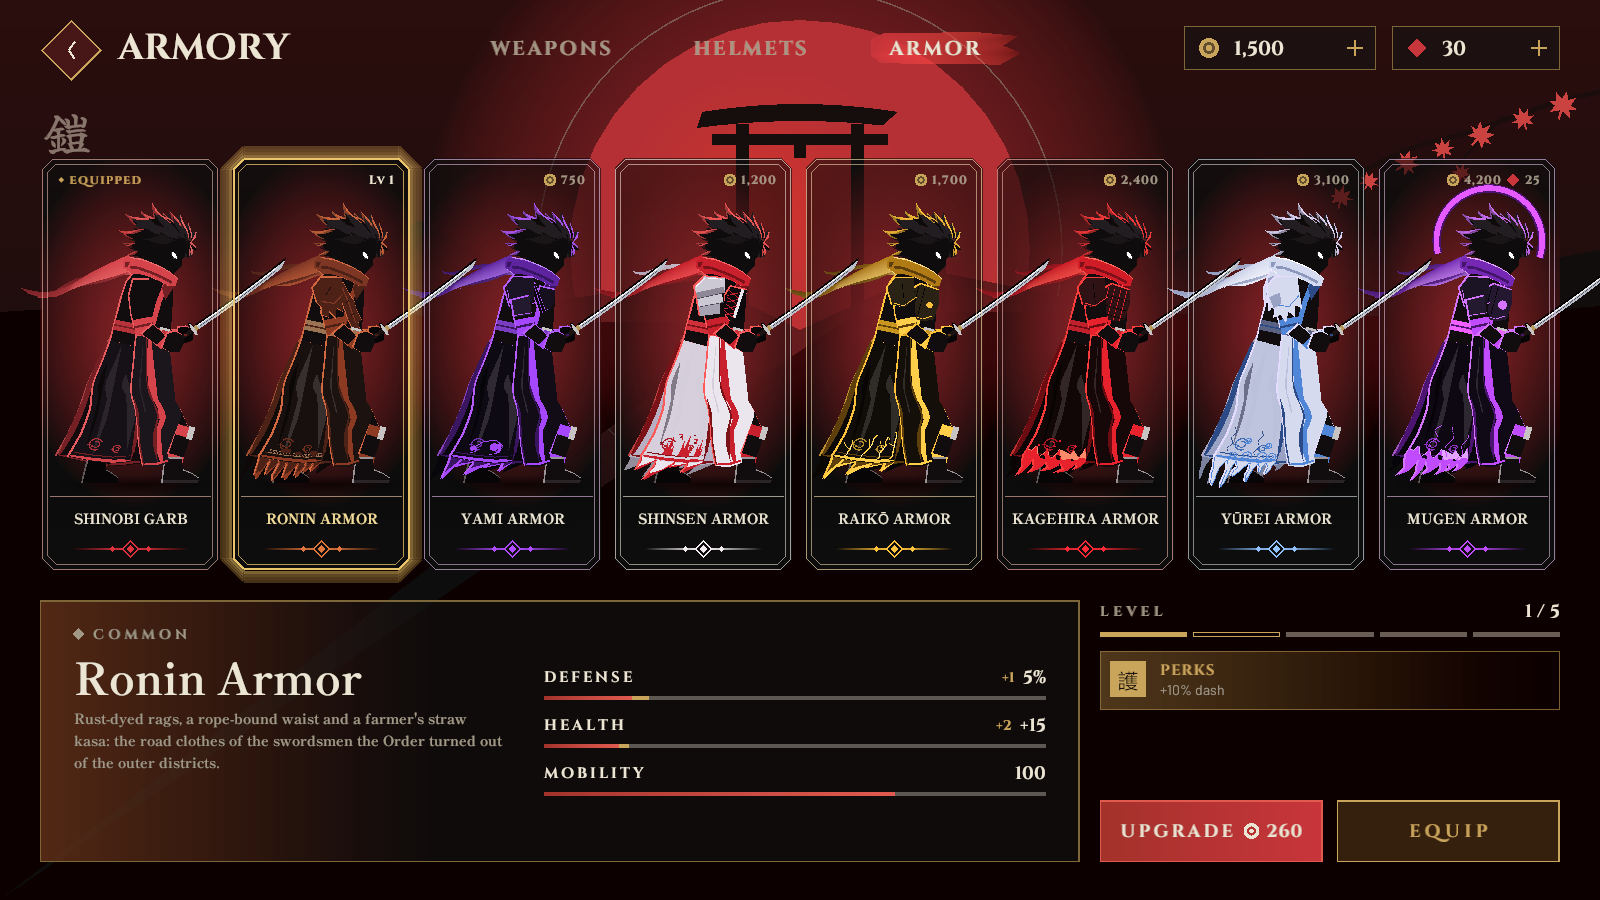 ARMORY
WEAPONS
HELMETS
ARMOR
1,500
30
鎧
EQUIPPED
Lv 1
750
1,200
1,700
2,400
3,100
4,200 25
SHINOBI GARB
RONIN ARMOR
YAMI ARMOR
SHINSEN ARMOR
RAIKŌ ARMOR
KAGEHIRA ARMOR
YŪREI ARMOR
MUGEN ARMOR
COMMON
Ronin Armor
Rust-dyed rags, a rope-bound waist and a farmer's straw
kasa: the road clothes of the swordsmen the Order turned out
of the outer districts.
DEFENSE +1 5%
HEALTH +2 +15
MOBILITY 100
LEVEL 1 / 5
護
PERKS
+10% dash
UPGRADE 260
EQUIP